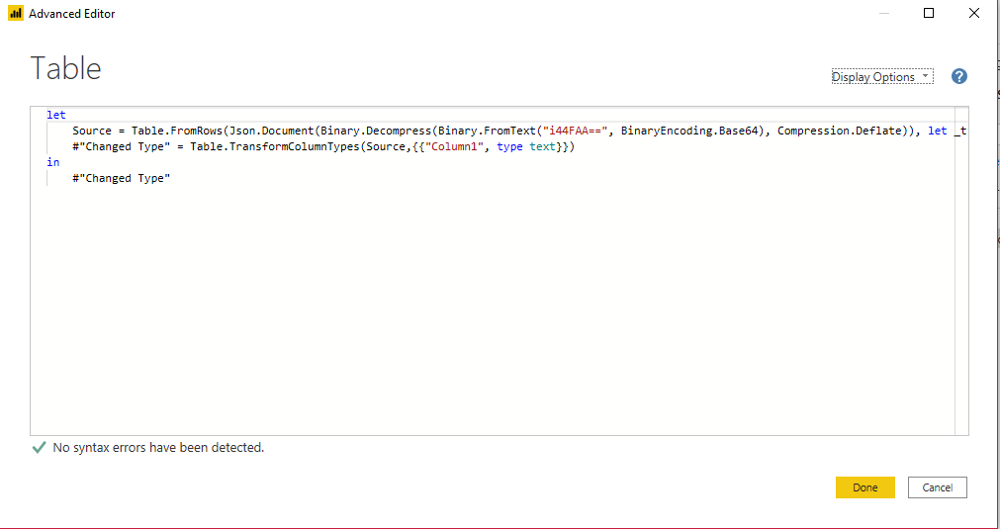 Advanced Editor
Table
Display Options
?
let
Source = Table.FromRows(Json.Document(Binary.Decompress(Binary.FromText("i44FAA==", BinaryEncoding.Base64), Compression.Deflate)), let _t
#"Changed Type" = Table.TransformColumnTypes(Source,{{"Column1", type text}})
in
#"Changed Type"
No syntax errors have been detected.
Done Cancel